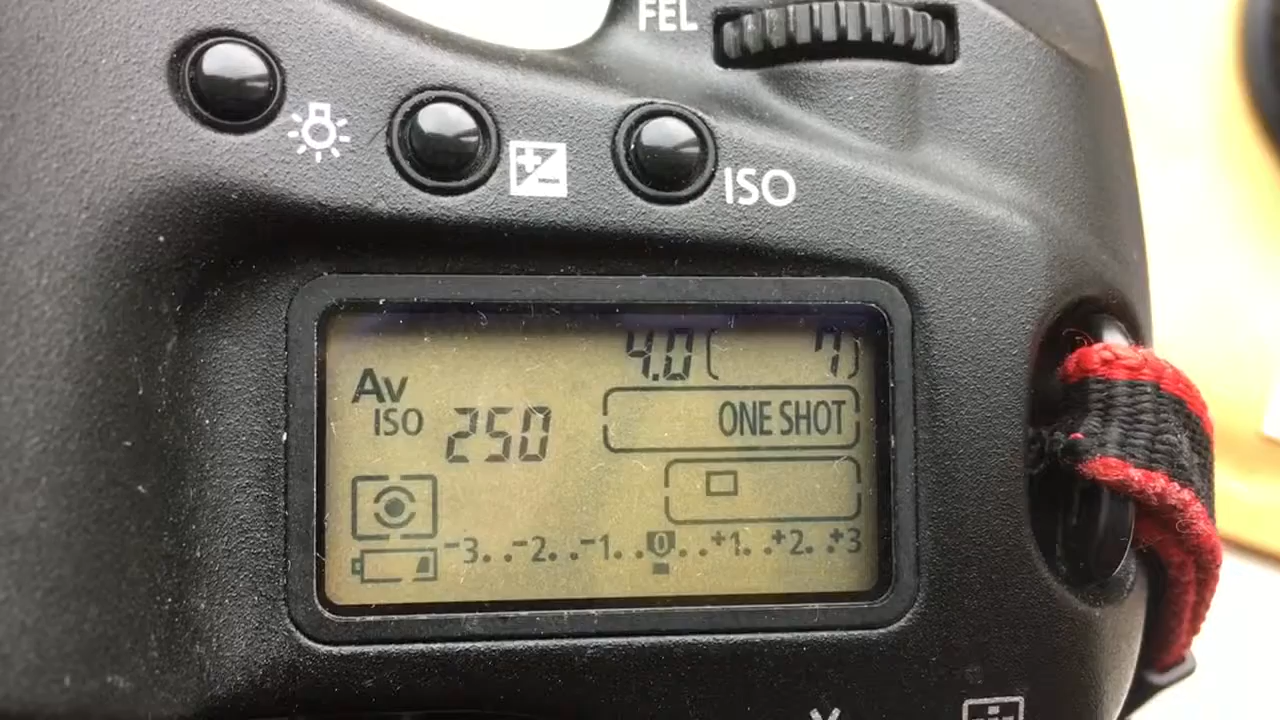 FEL
ISO
4.0 ( 7)
Av
ISO 250
ONE SHOT
-3..-2..-1..0..+1..+2..+3